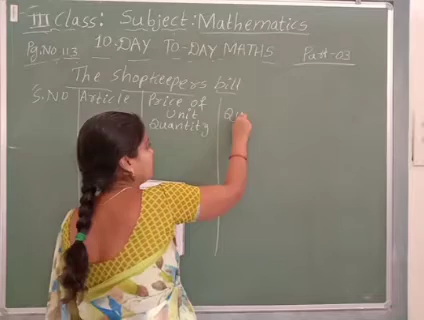 III Class: Subject: Mathematics
Pg.No 113 10.DAY TO-DAY MATHS Part-03
The shopkeepers bill
S.NO Article Price of
Unit
Quantity
Qu